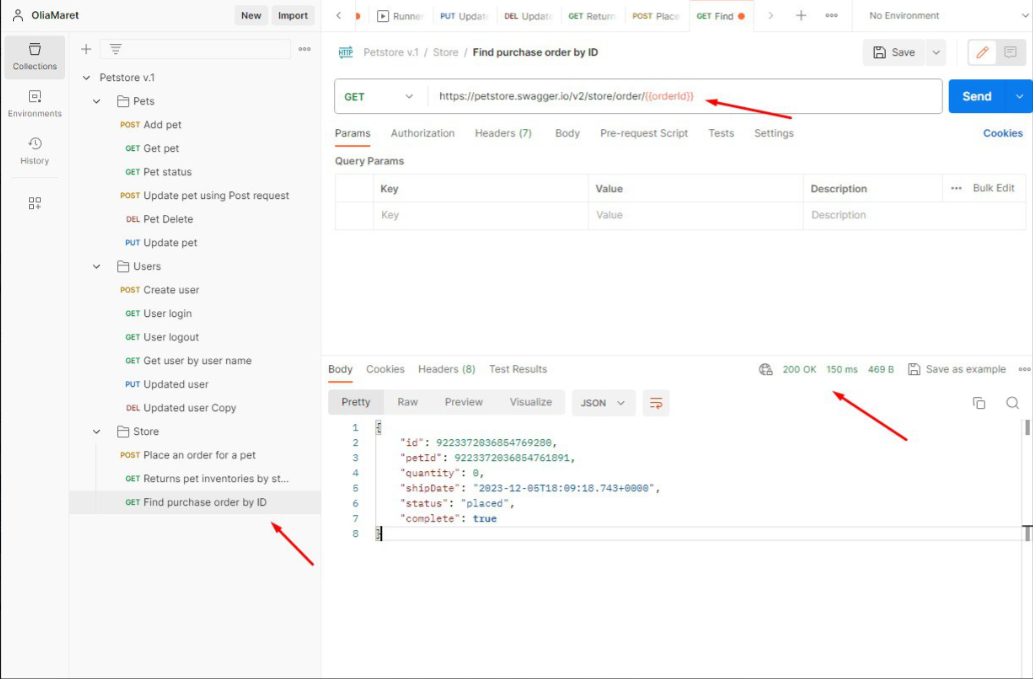 OliaMaret
New
Import
Runner
PUT Updat
DEL Updat
GET Return
POST Place
GET Find
No Environment
Collections
Environments
History
Petstore v.1
Pets
POST Add pet
GET Get pet
GET Pet status
POST Update pet using Post request
DEL Pet Delete
PUT Update pet
Users
POST Create user
GET User login
GET User logout
GET Get user by user name
PUT Updated user
DEL Updated user Copy
Store
POST Place an order for a pet
GET Returns pet inventories by st...
GET Find purchase order by ID
HTTP Petstore v.1 / Store / Find purchase order by ID
Save
GET
https://petstore.swagger.io/v2/store/order/{{orderId}}
Send
Params Authorization Headers (7) Body Pre-request Script Tests Settings Cookies
Query Params
Key Value Description Bulk Edit
Key Value Description
Body Cookies Headers (8) Test Results 200 OK 150 ms 469 B Save as example
Pretty Raw Preview Visualize JSON
1 {
2 "id": 9223372036854769280,
3 "petId": 9223372036854761891,
4 "quantity": 0,
5 "shipDate": "2023-12-05T18:09:18.743+0000",
6 "status": "placed",
7 "complete": true
8 }